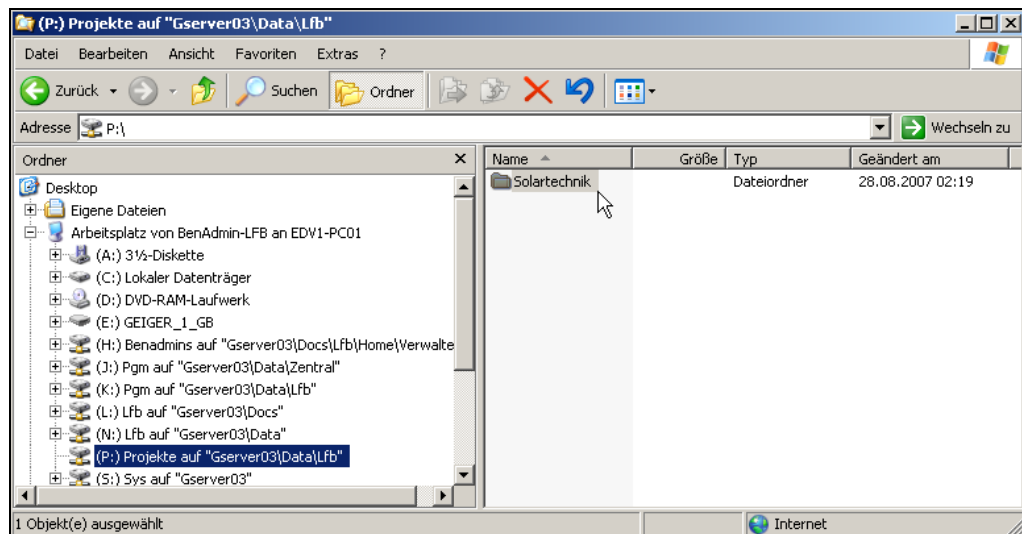 (P:) Projekte auf "Gserver03\Data\Lfb"
Datei Bearbeiten Ansicht Favoriten Extras ?
Zurück Suchen Ordner
Adresse P:\ Wechseln zu
Ordner
Desktop
Eigene Dateien
Arbeitsplatz von BenAdmin-LFB an EDV1-PC01
(A:) 3½-Diskette
(C:) Lokaler Datenträger
(D:) DVD-RAM-Laufwerk
(E:) GEIGER_1_GB
(H:) Benadmins auf "Gserver03\Docs\Lfb\Home\Verwalte
(J:) Pgm auf "Gserver03\Data\Zentral"
(K:) Pgm auf "Gserver03\Data\Lfb"
(L:) Lfb auf "Gserver03\Docs"
(N:) Lfb auf "Gserver03\Data"
(P:) Projekte auf "Gserver03\Data\Lfb"
(S:) Sys auf "Gserver03"
Name Größe Typ Geändert am
Solartechnik Dateiordner 28.08.2007 02:19
1 Objekt(e) ausgewählt Internet